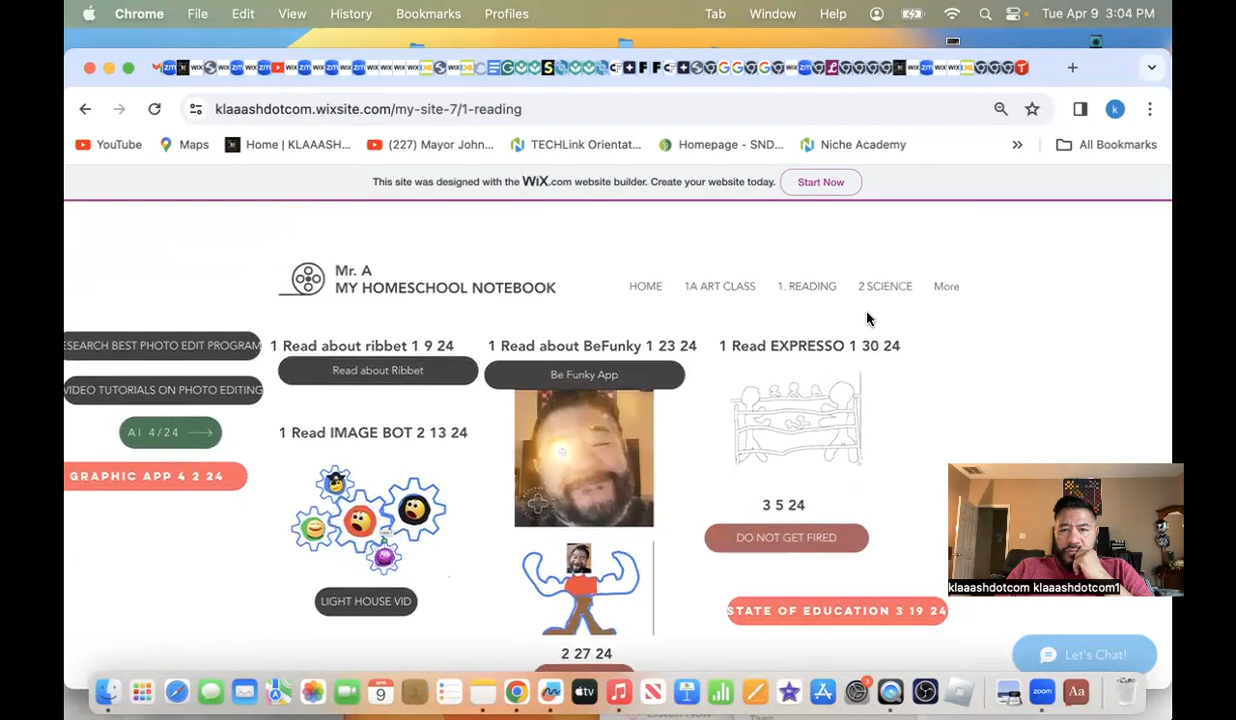 Chrome File Edit View History Bookmarks Profiles Tab Window Help Tue Apr 9 3:04 PM
klaaashdotcom.wixsite.com/my-site-7/1-reading
YouTube Maps Home | KLAAASH... (227) Mayor John... TECHLink Orientat... Homepage - SND... Niche Academy » All Bookmarks
This site was designed with the WiX.com website builder. Create your website today. Start Now
Mr. A
MY HOMESCHOOL NOTEBOOK
HOME 1A ART CLASS 1. READING 2 SCIENCE More
ESEARCH BEST PHOTO EDIT PROGRAM
VIDEO TUTORIALS ON PHOTO EDITING
AI 4/24
GRAPHIC APP 4 2 24
1 Read about ribbet 1 9 24
Read about Ribbet
1 Read IMAGE BOT 2 13 24
LIGHT HOUSE VID
1 Read about BeFunky 1 23 24
Be Funky App
2 27 24
1 Read EXPRESSO 1 30 24
3 5 24
DO NOT GET FIRED
STATE OF EDUCATION 3 19 24
klaaashdotcom klaaashdotcom1
Let's Chat!